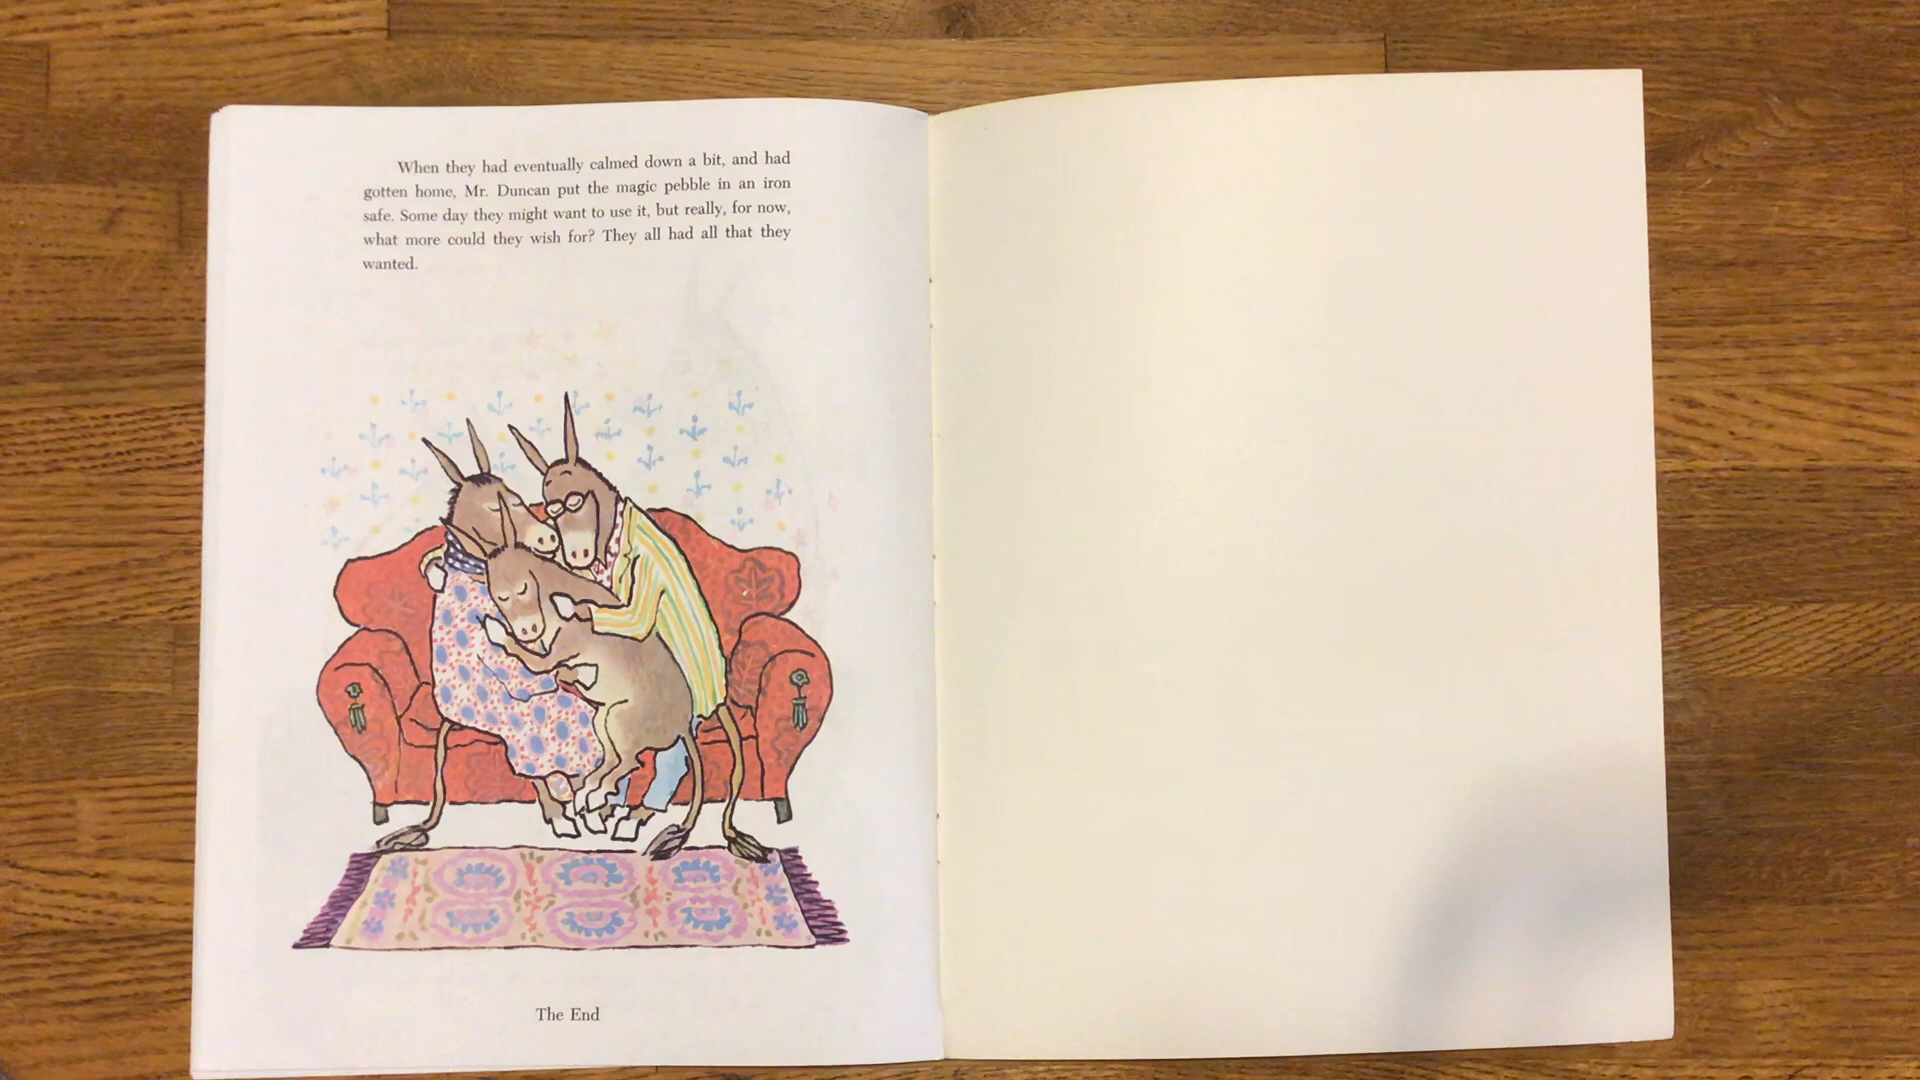 When they had eventually calmed down a bit, and had
gotten home, Mr. Duncan put the magic pebble in an iron
safe. Some day they might want to use it, but really, for now,
what more could they wish for? They all had all that they
wanted.
The End